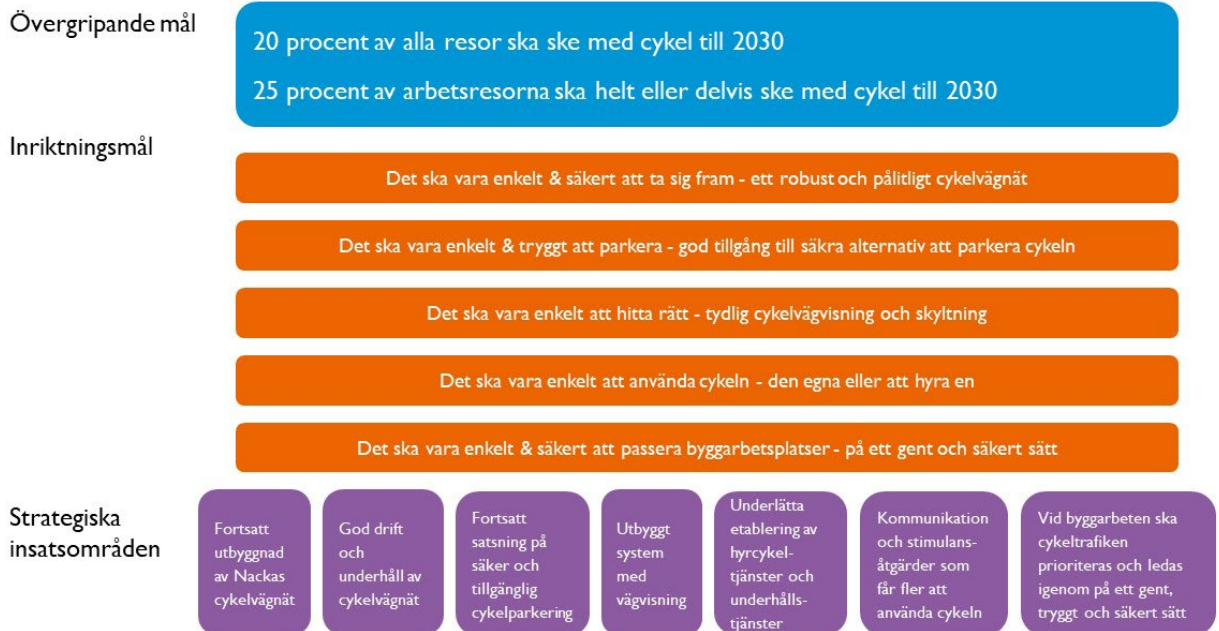 Övergripande mål
20 procent av alla resor ska ske med cykel till 2030
25 procent av arbetsresorna ska helt eller delvis ske med cykel till 2030
Inriktningsmål
Det ska vara enkelt & säkert att ta sig fram - ett robust och pålitligt cykelvägnät
Det ska vara enkelt & tryggt att parkera - god tillgång till säkra alternativ att parkera cykeln
Det ska vara enkelt att hitta rätt - tydlig cykelvägvisning och skyltning
Det ska vara enkelt att använda cykeln - den egna eller att hyra en
Det ska vara enkelt & säkert att passera byggarbetsplatser - på ett gent och säkert sätt
Strategiska
insatsområden
Fortsatt
utbyggnad
av Nackas
cykelvägnät
God drift
och
underhåll av
cykelvägnät
Fortsatt
satsning på
säker och
tillgänglig
cykelparkering
Utbyggt
system
med
vägvisning
Underlätta
etablering av
hyrcykel-
tjänster och
underhålls-
tjänster
Kommunikation
och stimulans-
åtgärder som
får fler att
använda cykeln
Vid byggarbeten ska
cykeltrafiken
prioriteras och ledas
igenom på ett gent,
tryggt och säkert sätt